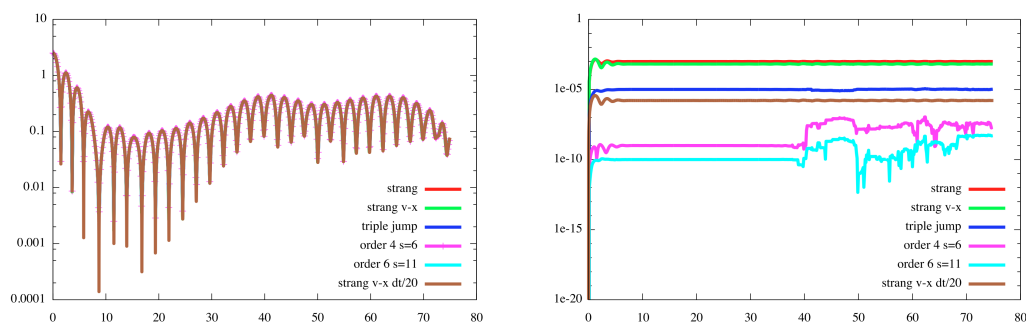 10
1
0.1
0.01
0.001
0.0001
0 10 20 30 40 50 60 70 80
strang
strang v-x
triple jump
order 4 s=6
order 6 s=11
strang v-x dt/20
1
1e-05
1e-10
1e-15
1e-20
0 10 20 30 40 50 60 70 80
strang
strang v-x
triple jump
order 4 s=6
order 6 s=11
strang v-x dt/20